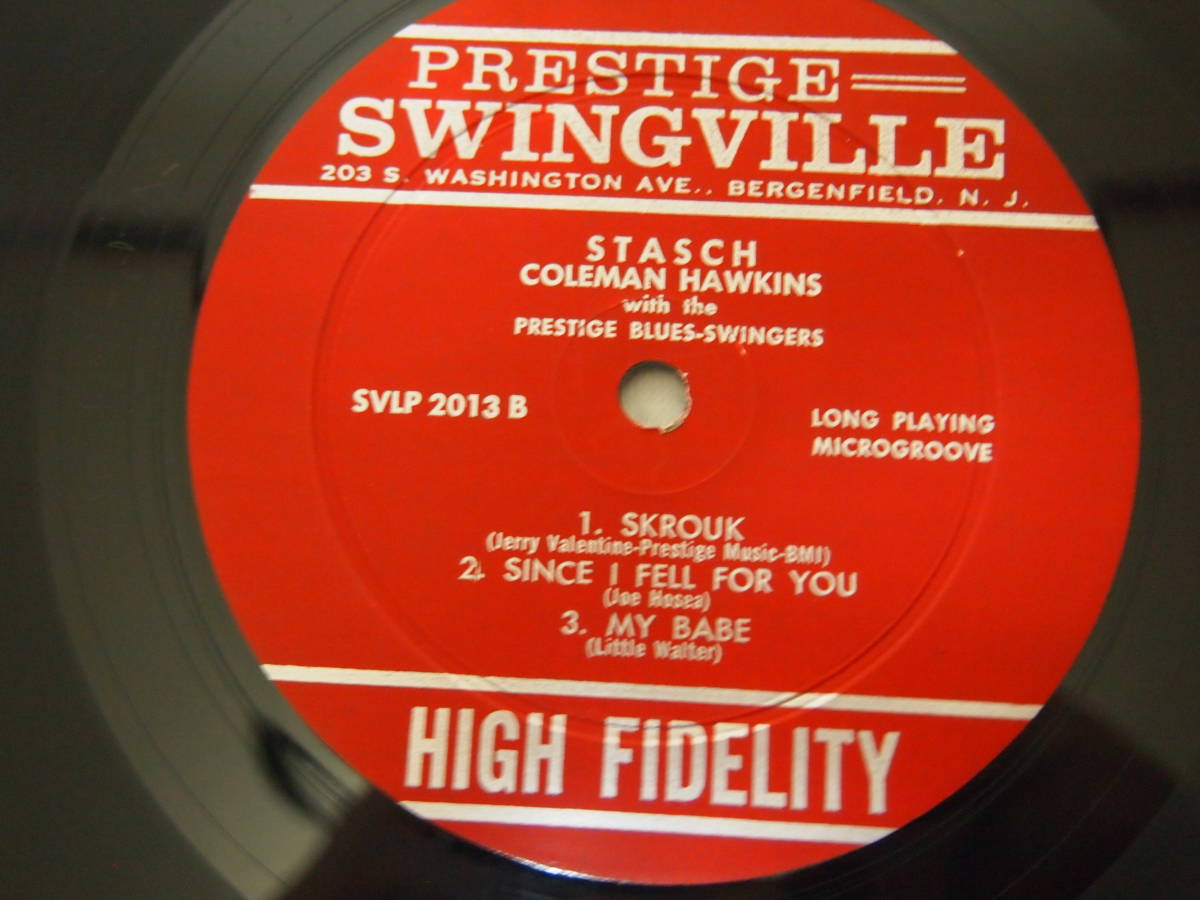 PRESTIGE
SWINGVILLE
203 S. WASHINGTON AVE., BERGENFIELD, N. J.
STASCH
COLEMAN HAWKINS
with the
PRESTIGE BLUES-SWINGERS
SVLP 2013 B
LONG PLAYING
MICROGROOVE
1. SKROUK
(Jerry Valentine-Prestige Music-BMI)
2. SINCE I FELL FOR YOU
(Joe Hosea)
3. MY BABE
(Little Walter)
HIGH FIDELITY